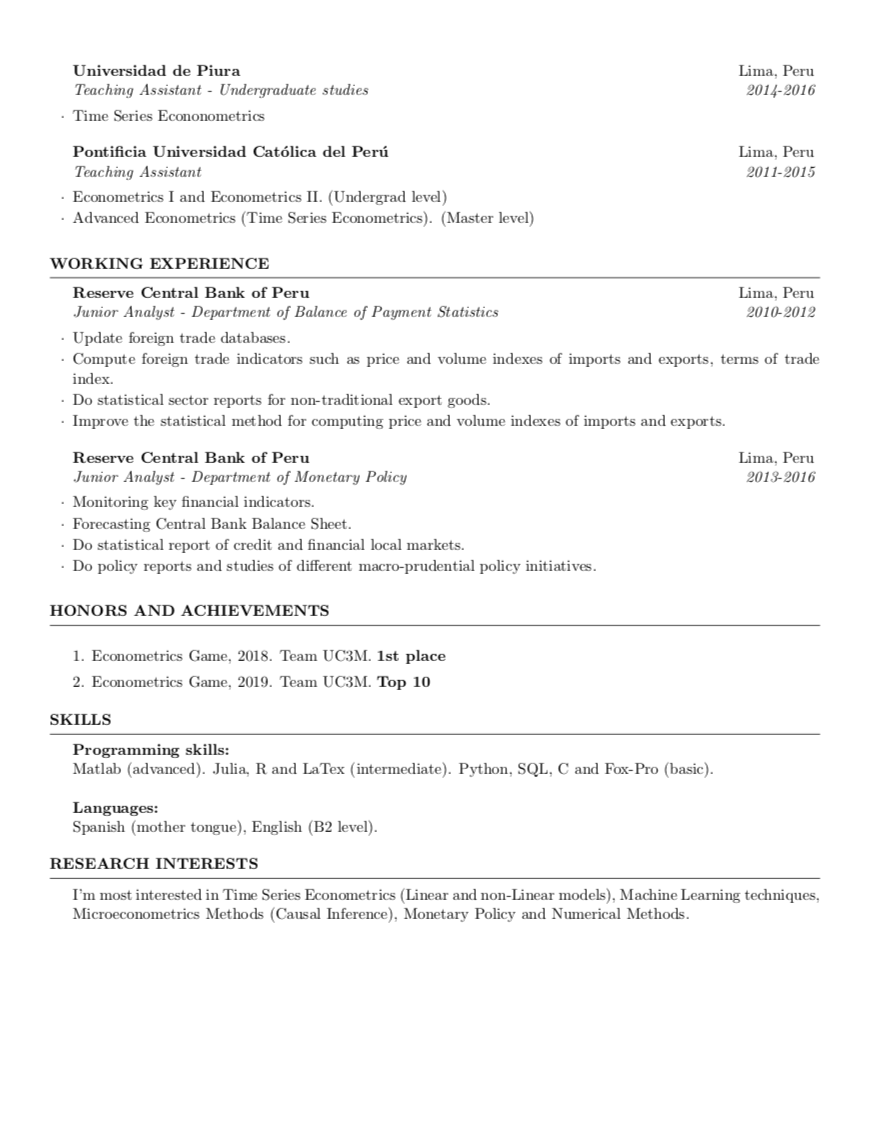 Universidad de Piura Lima, Peru
Teaching Assistant - Undergraduate studies 2014-2016
· Time Series Econonometrics
Pontificia Universidad Católica del Perú Lima, Peru
Teaching Assistant 2011-2015
· Econometrics I and Econometrics II. (Undergrad level)
· Advanced Econometrics (Time Series Econometrics). (Master level)
WORKING EXPERIENCE
Reserve Central Bank of Peru Lima, Peru
Junior Analyst - Department of Balance of Payment Statistics 2010-2012
· Update foreign trade databases.
· Compute foreign trade indicators such as price and volume indexes of imports and exports, terms of trade
index.
· Do statistical sector reports for non-traditional export goods.
· Improve the statistical method for computing price and volume indexes of imports and exports.
Reserve Central Bank of Peru Lima, Peru
Junior Analyst - Department of Monetary Policy 2013-2016
· Monitoring key financial indicators.
· Forecasting Central Bank Balance Sheet.
· Do statistical report of credit and financial local markets.
· Do policy reports and studies of different macro-prudential policy initiatives.
HONORS AND ACHIEVEMENTS
1. Econometrics Game, 2018. Team UC3M. 1st place
2. Econometrics Game, 2019. Team UC3M. Top 10
SKILLS
Programming skills:
Matlab (advanced). Julia, R and LaTex (intermediate). Python, SQL, C and Fox-Pro (basic).
Languages:
Spanish (mother tongue), English (B2 level).
RESEARCH INTERESTS
I'm most interested in Time Series Econometrics (Linear and non-Linear models), Machine Learning techniques,
Microeconometrics Methods (Causal Inference), Monetary Policy and Numerical Methods.